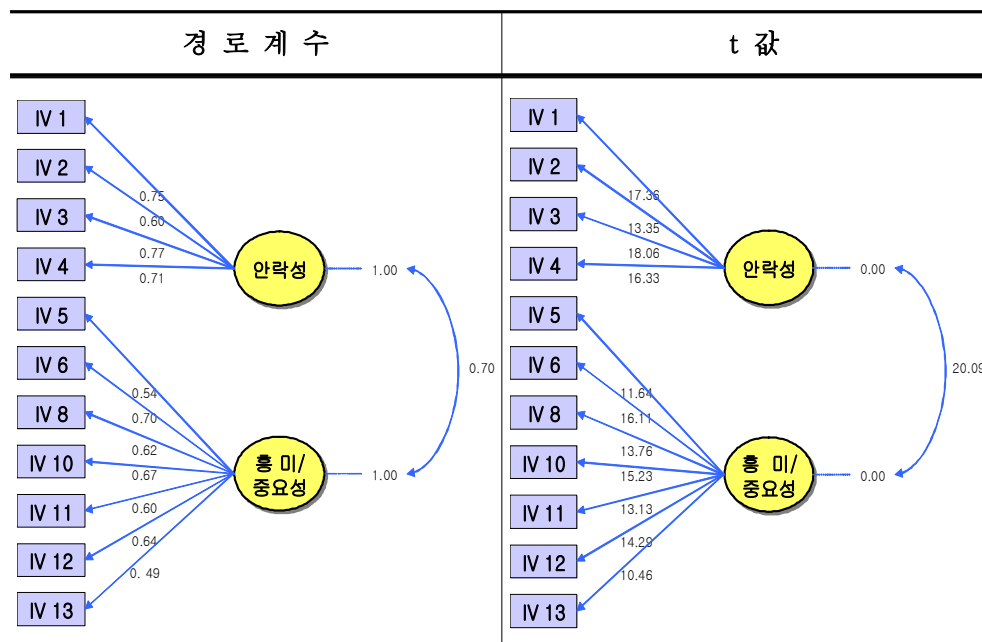 경 로 계 수
t 값
IV 1
IV 2
IV 3
IV 4
IV 5
IV 6
IV 8
IV 10
IV 11
IV 12
IV 13
0.75
0.60
0.77
0.71
0.54
0.70
0.62
0.67
0.60
0.64
0. 49
안락성
1.00
흥 미/
중요성
1.00
0.70
IV 1
IV 2
IV 3
IV 4
IV 5
IV 6
IV 8
IV 10
IV 11
IV 12
IV 13
17.36
13.35
18.06
16.33
11.64
16.11
13.76
15.23
13.13
14.29
10.46
안락성
0.00
흥 미/
중요성
0.00
20.09